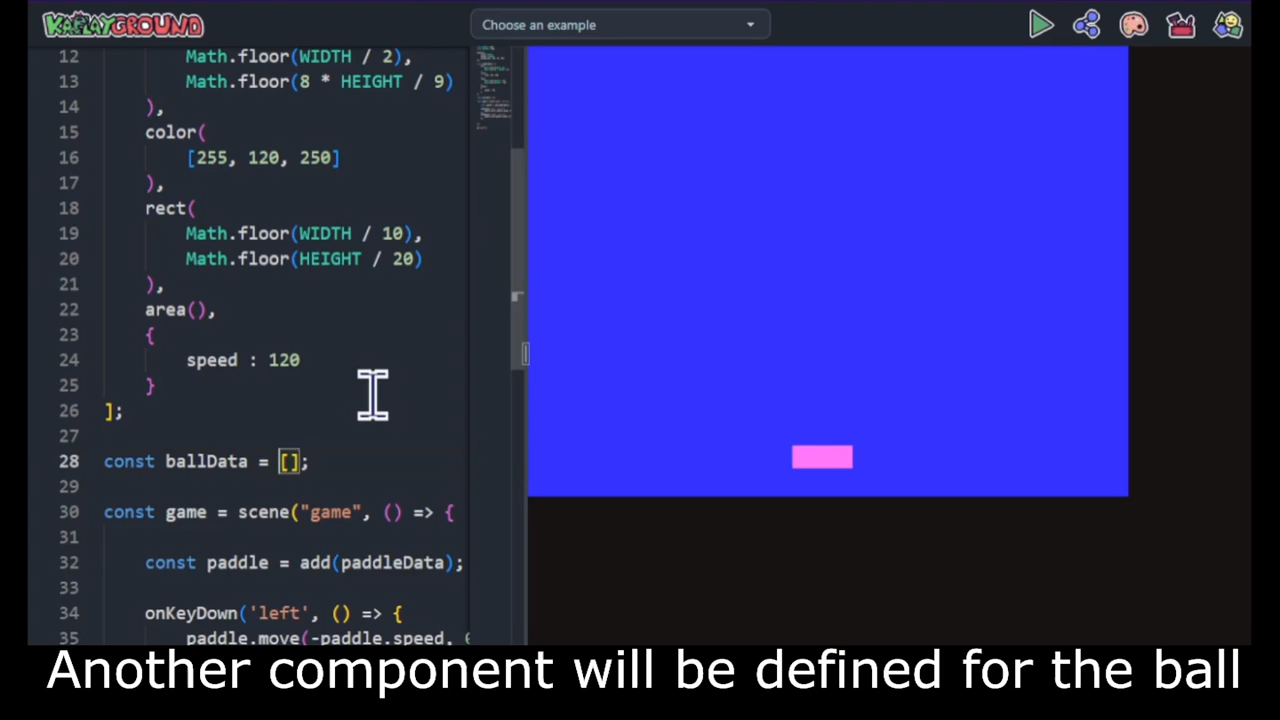 KAPLAYGROUND
Choose an example
12 Math.floor(WIDTH / 2),
13 Math.floor(8 * HEIGHT / 9)
14 ),
15 color(
16 [255, 120, 250]
17 ),
18 rect(
19 Math.floor(WIDTH / 10),
20 Math.floor(HEIGHT / 20)
21 ),
22 area(),
23 {
24 speed : 120
25 }
26 ];
27
28 const ballData = [];
29
30 const game = scene("game", () => {
31
32 const paddle = add(paddleData);
33
34 onKeyDown('left', () => {
35 paddle.move(-paddle.speed,
Another component will be defined for the ball